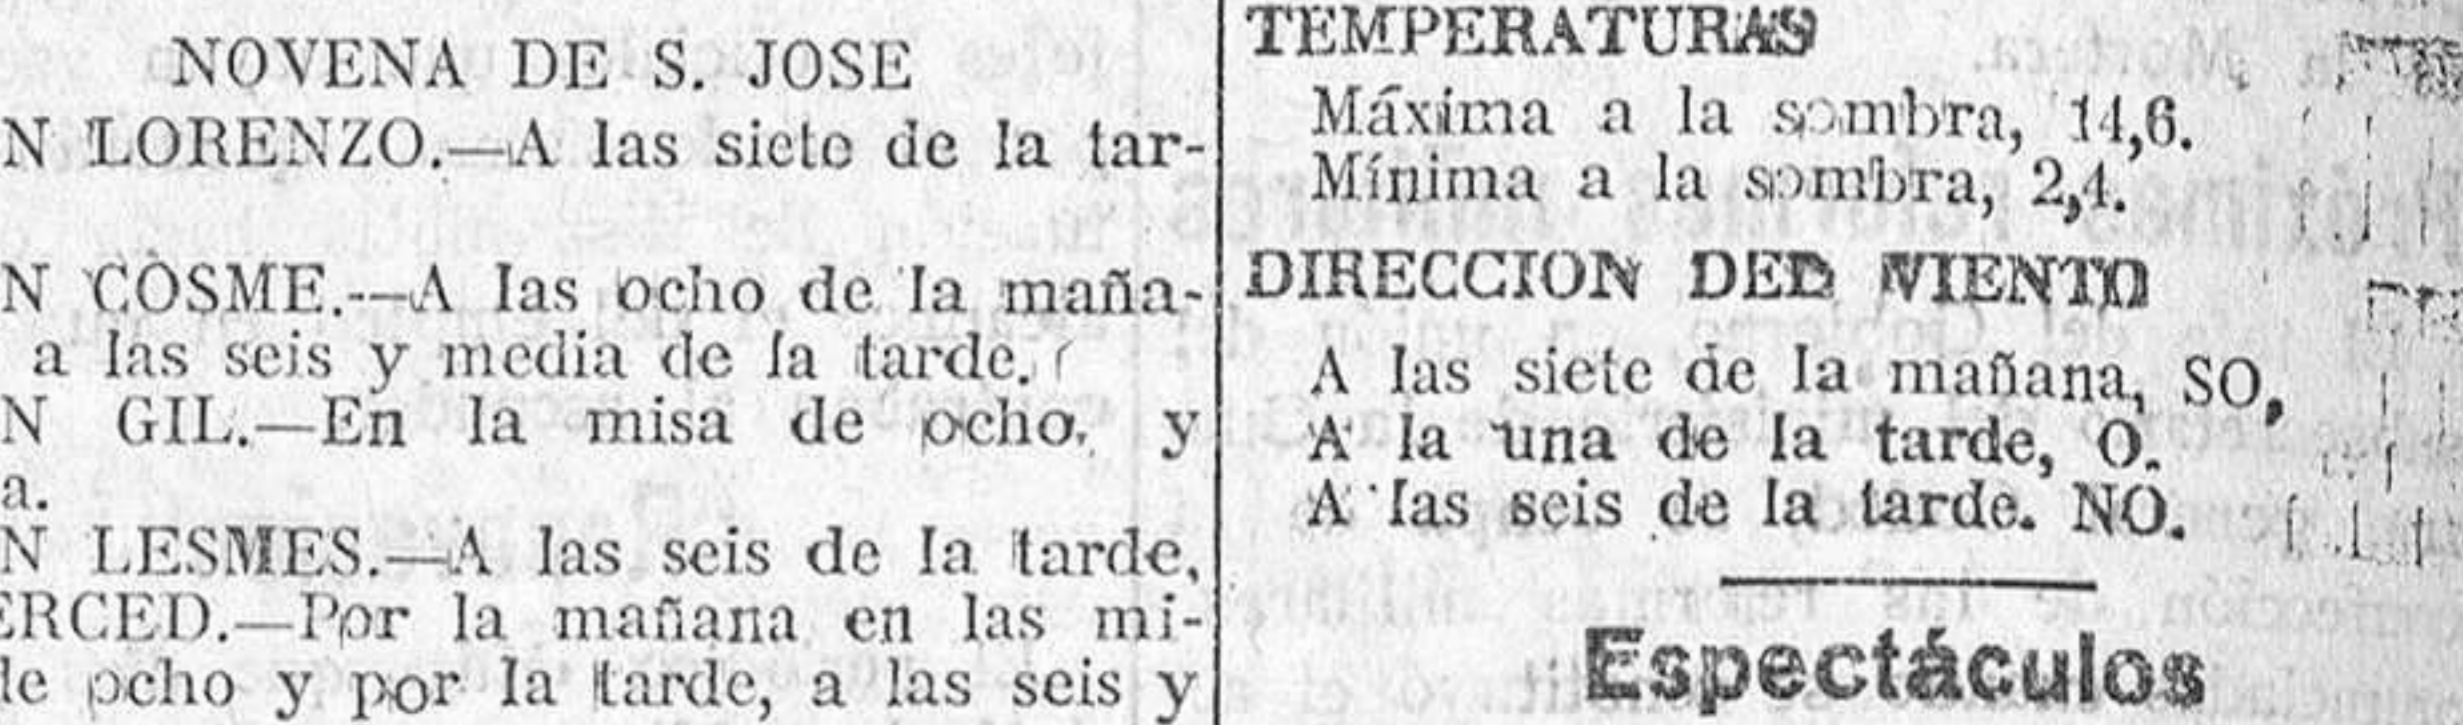 NOVENA DE S. JOSE
N LORENZO.—A las siete de la tar-
N COSME.-—A las ocho de la maña-
a las seis y media de la tarde.
N GIL.—En la misa de ocho, y
a.
N LESMES.—A las seis de la tarde,
ERCED.—Por la mañana en las mi-
de ocho y por la tarde, a las seis y
TEMPERATURAS
Máxima a la sombra, 14,6.
Mínima a la sombra, 2,4.
DIRECCION DED VIENTO
A las siete de la mañana, SO,
A la una de la tarde, O.
A las seis de la tarde. NO.
Espectáculos